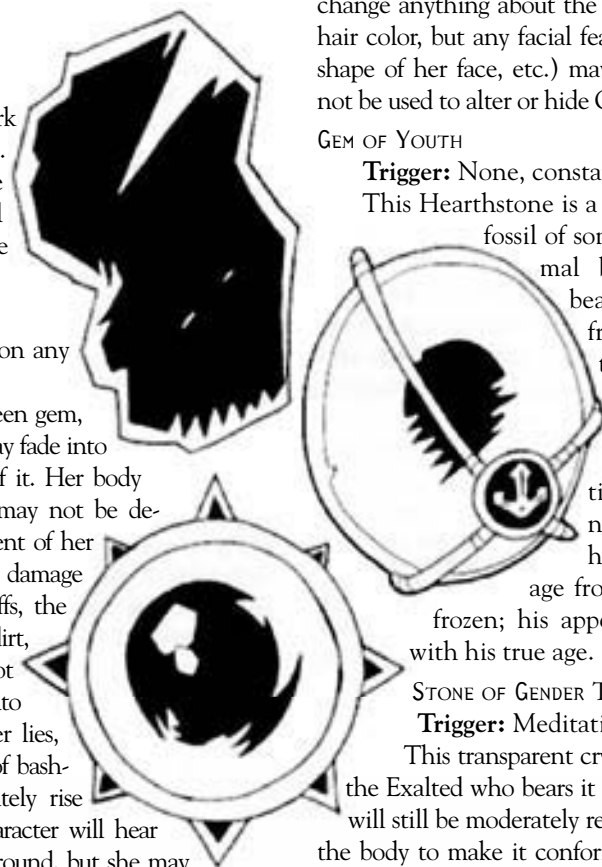 rk
.
e
l
e
on any
een gem,
ay fade into
f it. Her body
may not be de-
ent of her
damage
ffs, the
dirt,
ot
to
er lies,
of bash-
ately rise
aracter will hear
round, but she may
change anything about the
hair color, but any facial fea
shape of her face, etc.) may
not be used to alter or hide
GEM OF YOUTH
Trigger: None, consta
This Hearthstone is a
fossil of som
mal b
bea
fr
t
ti
n
h
age fro
frozen; his appe
with his true age.
STONE OF GENDER T
Trigger: Meditati
This transparent cry
the Exalted who bears it
will still be moderately re
the body to make it confor